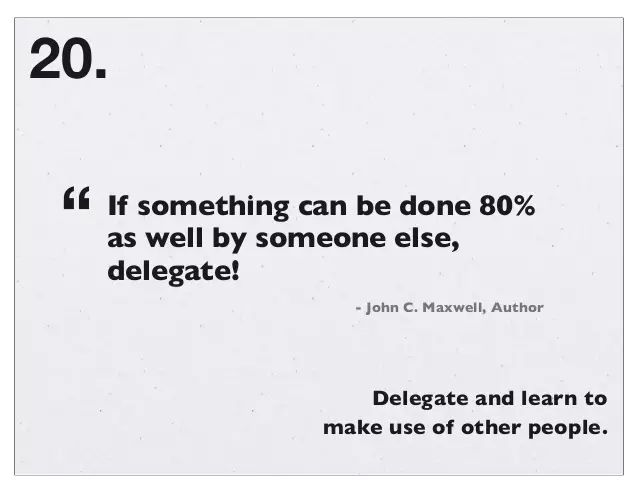 20.
“ If something can be done 80%
as well by someone else,
delegate!
- John C. Maxwell, Author
Delegate and learn to
make use of other people.